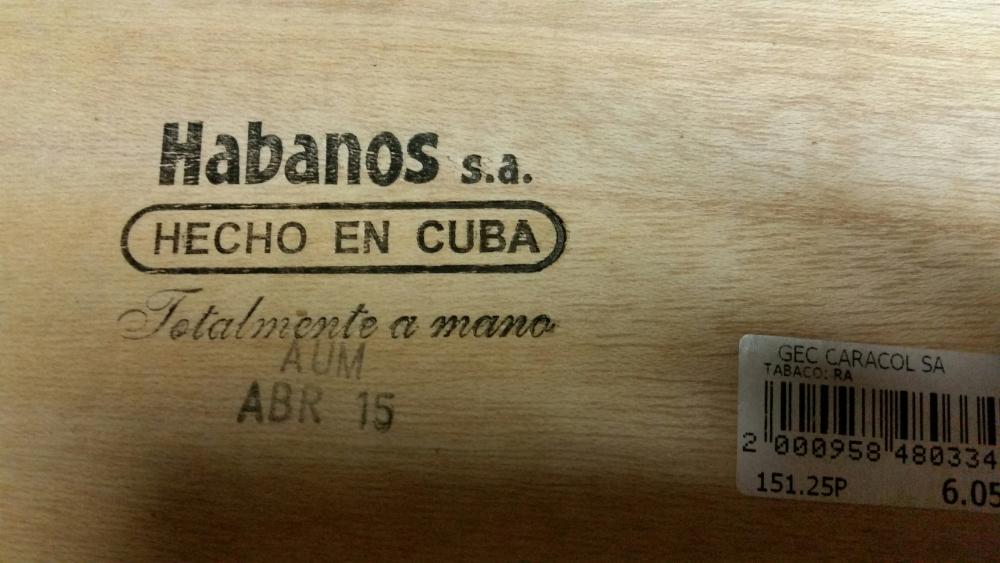 Habanos s.a.
HECHO EN CUBA
Totalmente a mano
AUM
ABR 15
GEC CARACOL SA
TABACO: RA
2 000958 480334
151.25P 6.05